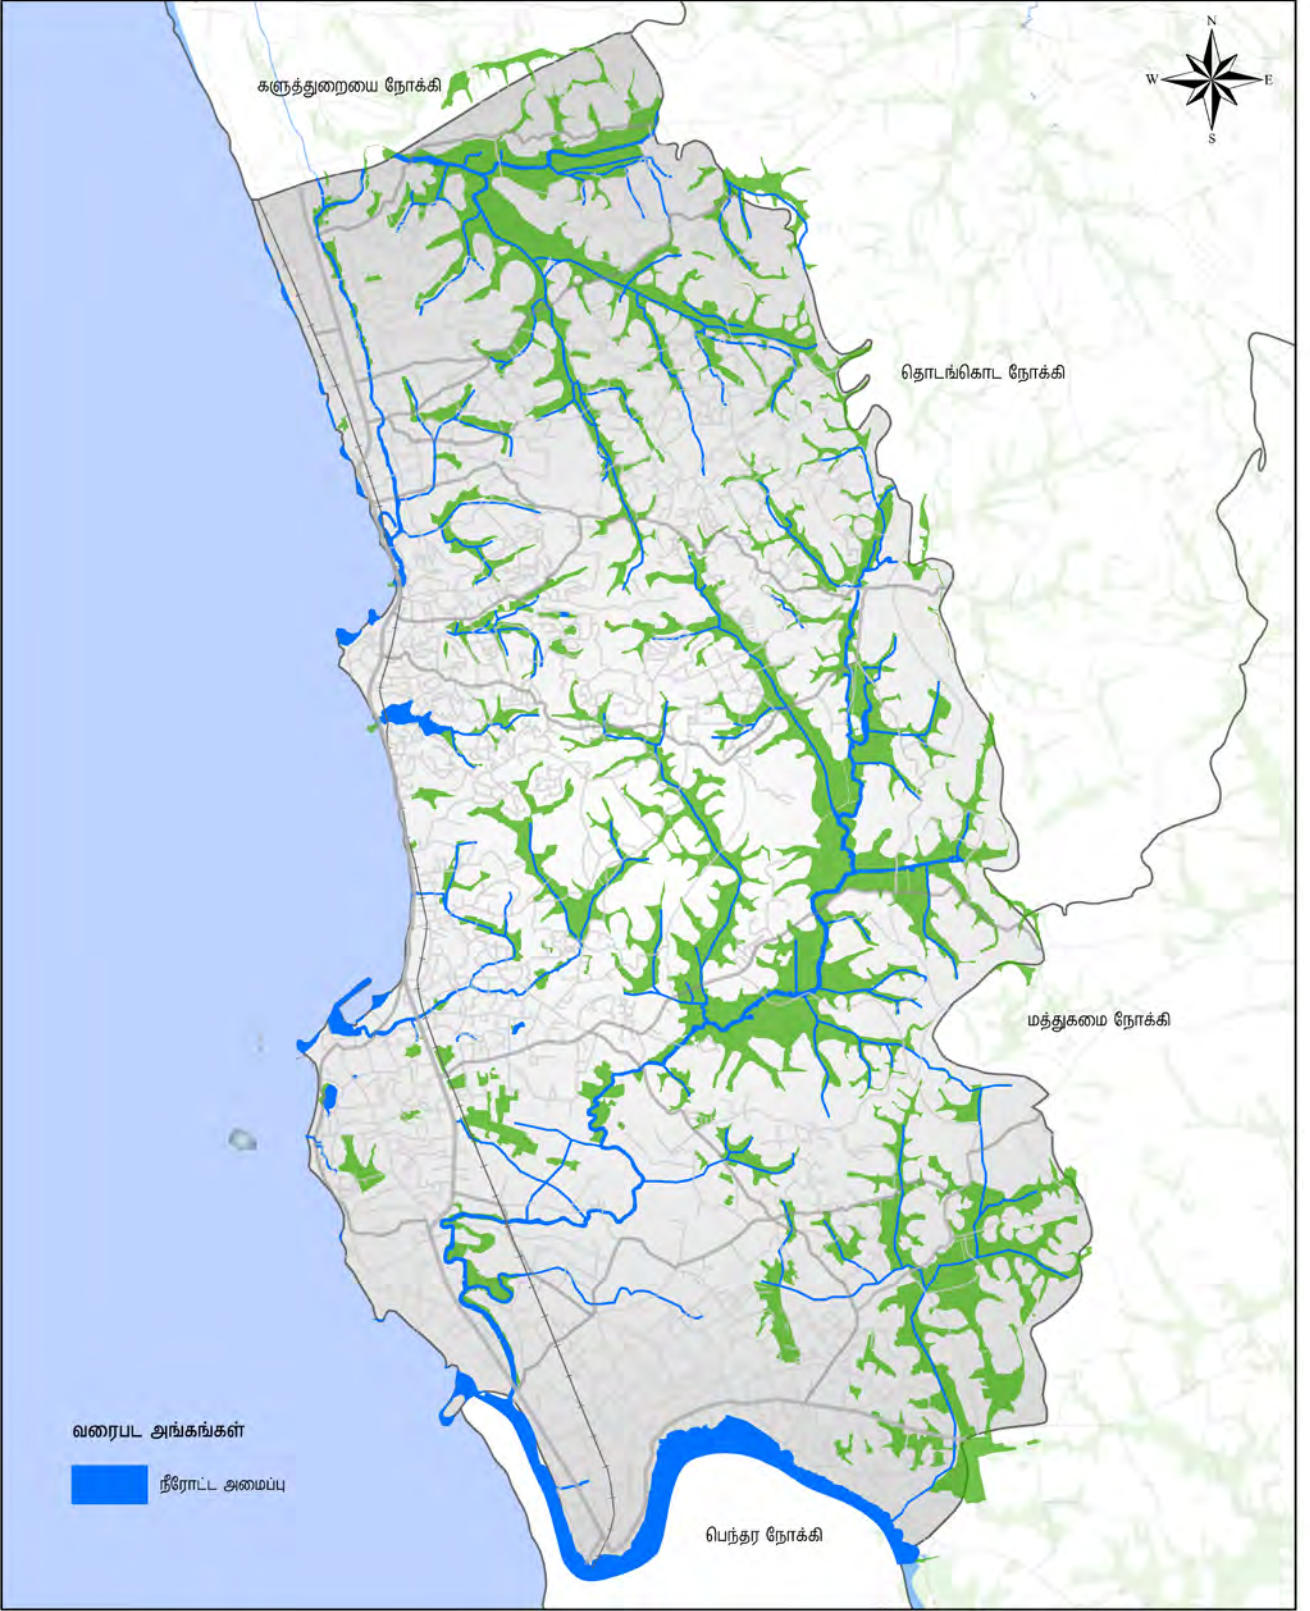 N
W E
S
களுத்துறையை நோக்கி
தொடங்கொட நோக்கி
மத்துகமை நோக்கி
வரைபட அங்கங்கள்
நீரோட்ட அமைப்பு
பெந்தர நோக்கி